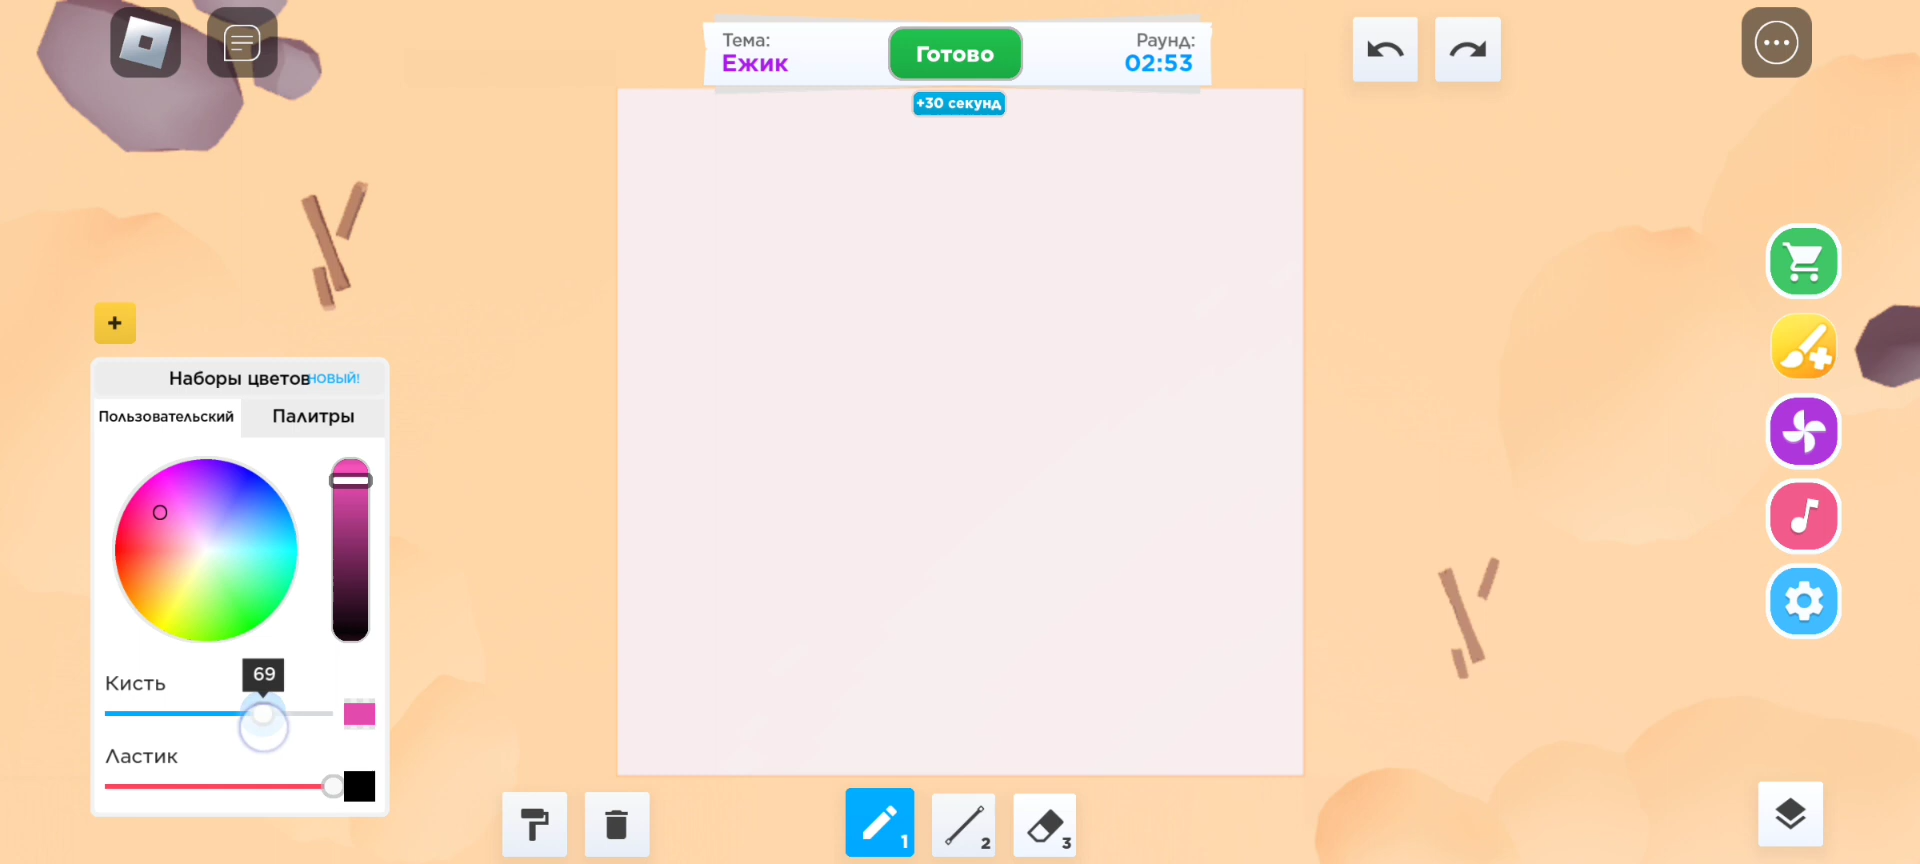 Тема:
Ежик
Готово
Раунд:
02:53
+30 секунд
+
Наборы цветов НОВЫЙ!
Пользовательский
Палитры
69
Кисть
Ластик
1
2
3